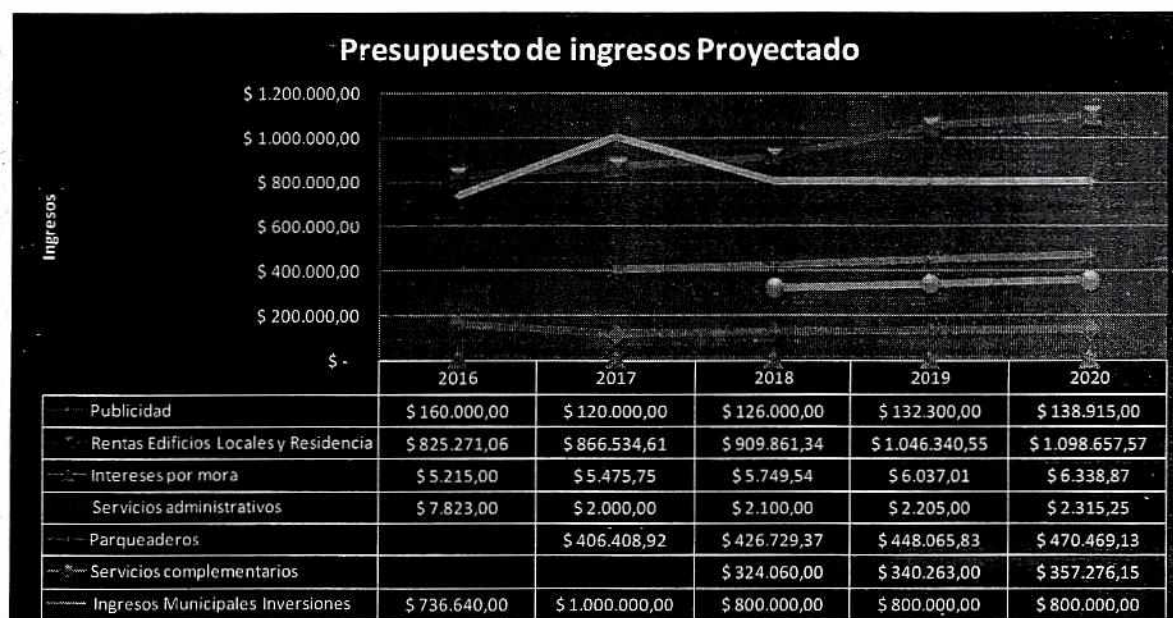 Presupuesto de ingresos Proyectado
Ingresos
$ 1.200.000,00
$ 1.000.000,00
$ 800.000,00
$ 600.000,00
$ 400.000,00
$ 200.000,00
$ -
2016 2017 2018 2019 2020
Publicidad $ 160.000,00 $ 120.000,00 $ 126.000,00 $ 132.300,00 $ 138.915,00
Rentas Edificios Locales y Residencia $ 825.271,06 $ 866.534,61 $ 909.861,34 $ 1.046.340,55 $ 1.098.657,57
Intereses por mora $ 5.215,00 $ 5.475,75 $ 5.749,54 $ 6.037,01 $ 6.338,87
Servicios administrativos $ 7.823,00 $ 2.000,00 $ 2.100,00 $ 2.205,00 $ 2.315,25
Parqueaderos $ 406.408,92 $ 426.729,37 $ 448.065,83 $ 470.469,13
Servicios complementarios $ 324.060,00 $ 340.263,00 $ 357.276,15
Ingresos Municipales Inversiones $ 736.640,00 $ 1.000.000,00 $ 800.000,00 $ 800.000,00 $ 800.000,00